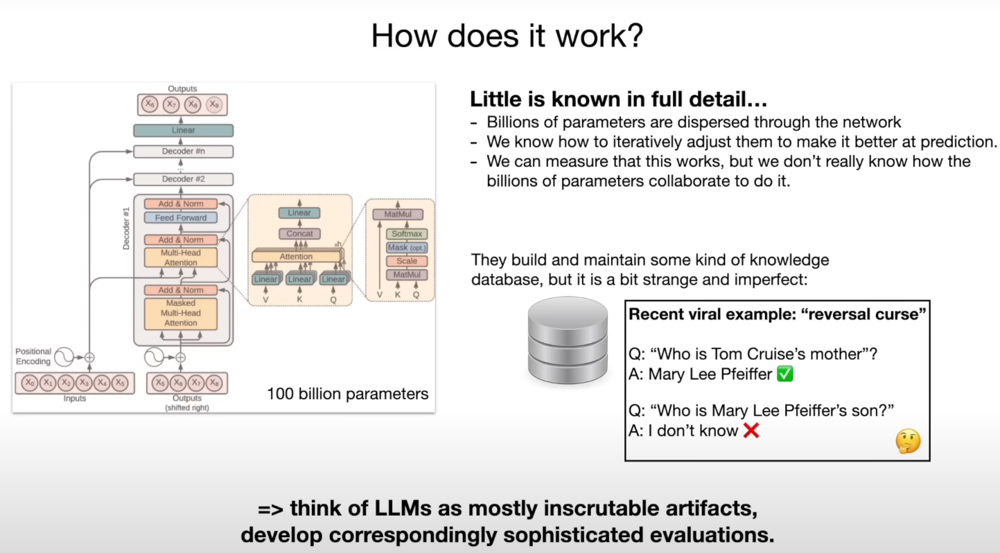 How does it work?
Outputs
X6 X7 X8 X9
Linear
Decoder #n
...
Decoder #2
Decoder #1
Add & Norm
Feed Forward
Add & Norm
Multi-Head
Attention
Add & Norm
Masked
Multi-Head
Attention
Positional
Encoding
X0 X1 X2 X3 X4 X5
Inputs
X5 X6 X7 X8
Outputs
(shifted right)
Linear
Concat
xh
Attention
Linear Linear Linear
V K Q
MatMul
Softmax
Mask (opt.)
Scale
MatMul
V K Q
100 billion parameters
Little is known in full detail...
- Billions of parameters are dispersed through the network
- We know how to iteratively adjust them to make it better at prediction.
- We can measure that this works, but we don’t really know how the
billions of parameters collaborate to do it.
They build and maintain some kind of knowledge
database, but it is a bit strange and imperfect:
Recent viral example: “reversal curse”
Q: “Who is Tom Cruise’s mother”?
A: Mary Lee Pfeiffer ✅
Q: “Who is Mary Lee Pfeiffer’s son?”
A: I don’t know ❌
🤔
=> think of LLMs as mostly inscrutable artifacts,
develop correspondingly sophisticated evaluations.